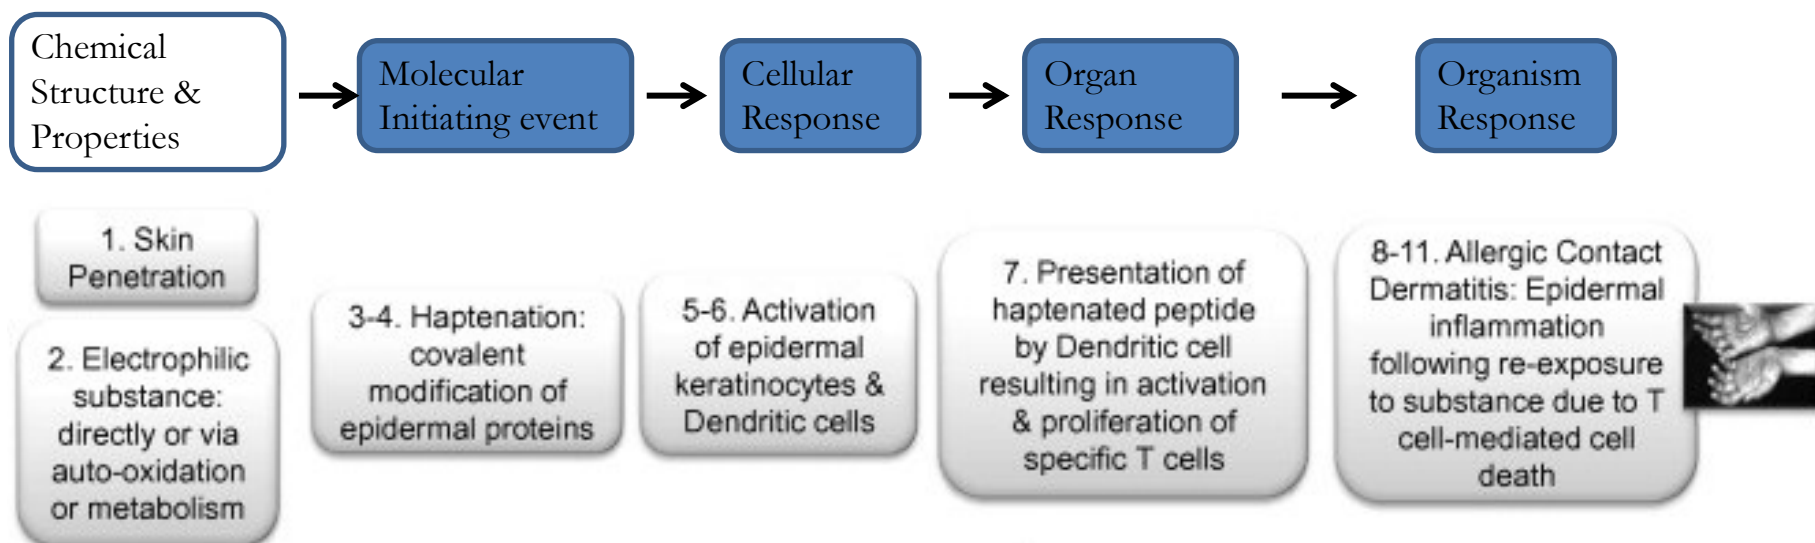 Chemical
Structure &
Properties
Molecular
Initiating event
Cellular
Response
Organ
Response
Organism
Response
1. Skin
Penetration
2. Electrophilic
substance:
directly or via
auto-oxidation
or metabolism
3-4. Haptenation:
covalent
modification of
epidermal proteins
5-6. Activation
of epidermal
keratinocytes &
Dendritic cells
7. Presentation of
haptenated peptide
by Dendritic cell
resulting in activation
& proliferation of
specific T cells
8-11. Allergic Contact
Dermatitis: Epidermal
inflammation
following re-exposure
to substance due to T
cell-mediated cell
death